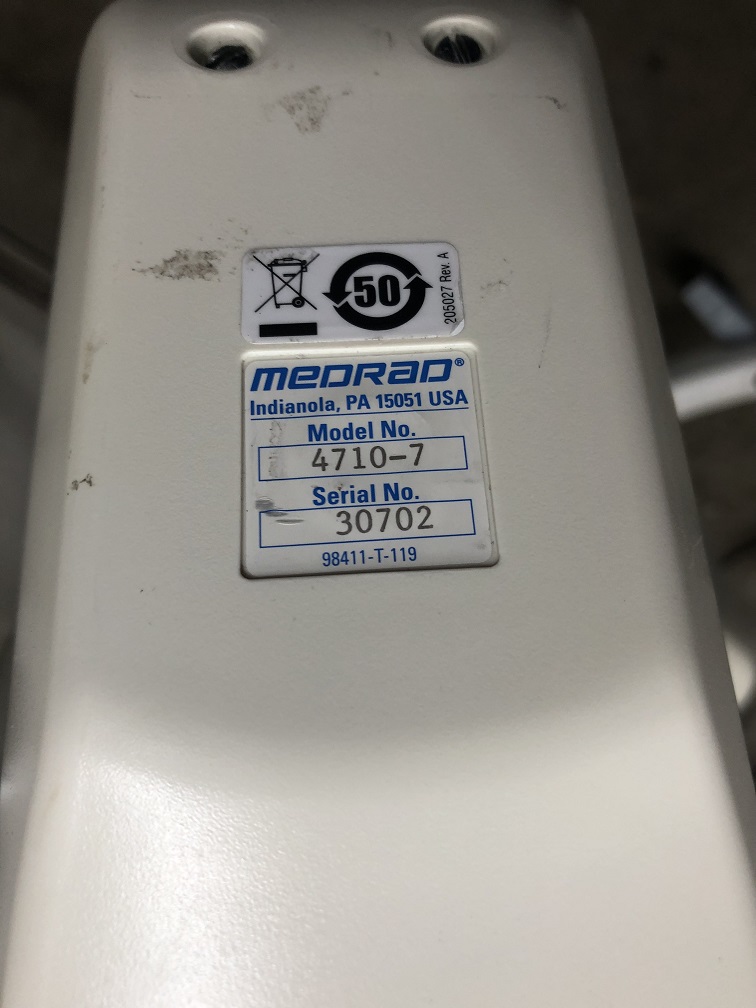 50
205027 Rev. A
MEDRAD®
Indianola, PA 15051 USA
Model No.
4710-7
Serial No.
30702
98411-T-119